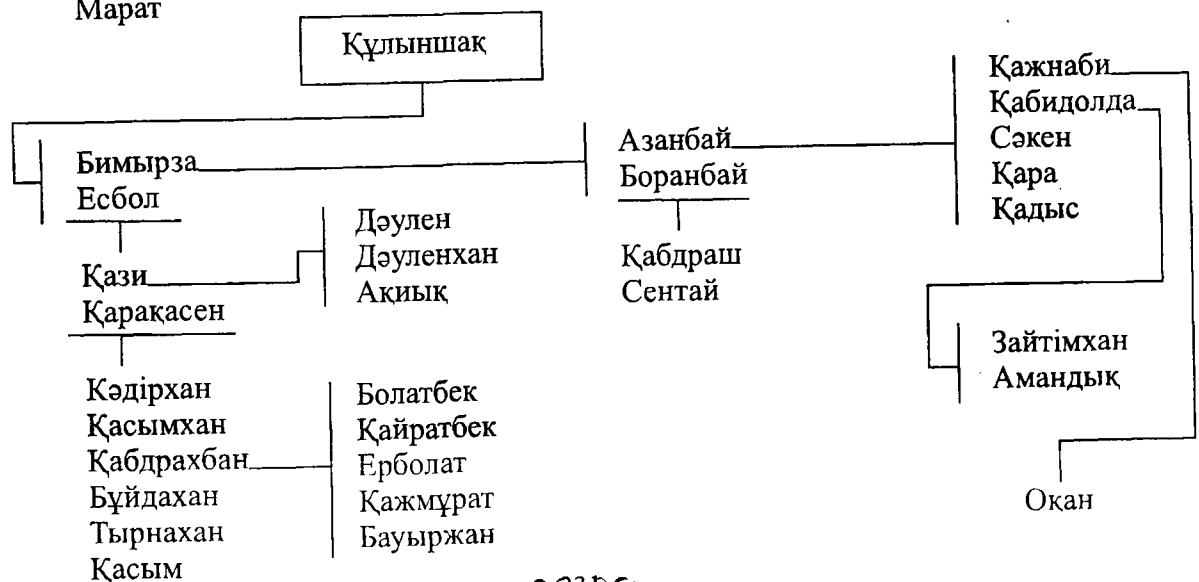 Марат
Құлыншақ
Бимырза
Есбол
Қази
Қарақасен
Кәдірхан
Қасымхан
Қабдрахбан
Бұйдахан
Тырнахан
Қасым
Дәулен
Дәуленхан
Ақиық
Болатбек
Қайратбек
Ерболат
Қажмұрат
Бауыржан
Азанбай
Боранбай
Қабдраш
Сентай
Қажнаби
Қабидолда
Сәкен
Қара
Қадыс
Зайтімхан
Амандық
Оқан